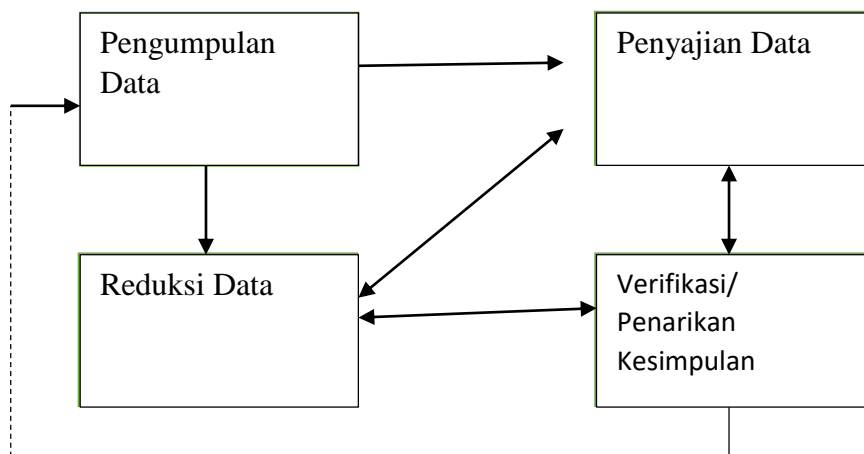 Pengumpulan
Data
Penyajian Data
Reduksi Data
Verifikasi/
Penarikan
Kesimpulan